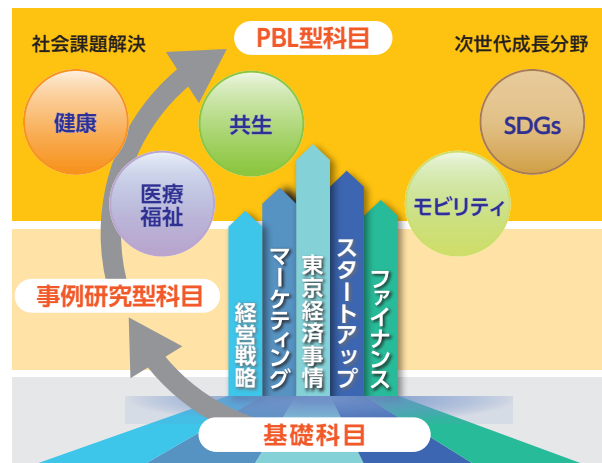 PBL型科目
社会課題解決
次世代成長分野
健康
共生
SDGs
医療
福祉
モビリティ
事例研究型科目
経営戦略
マーケティング
東京経済事情
スタートアップ
ファイナンス
基礎科目